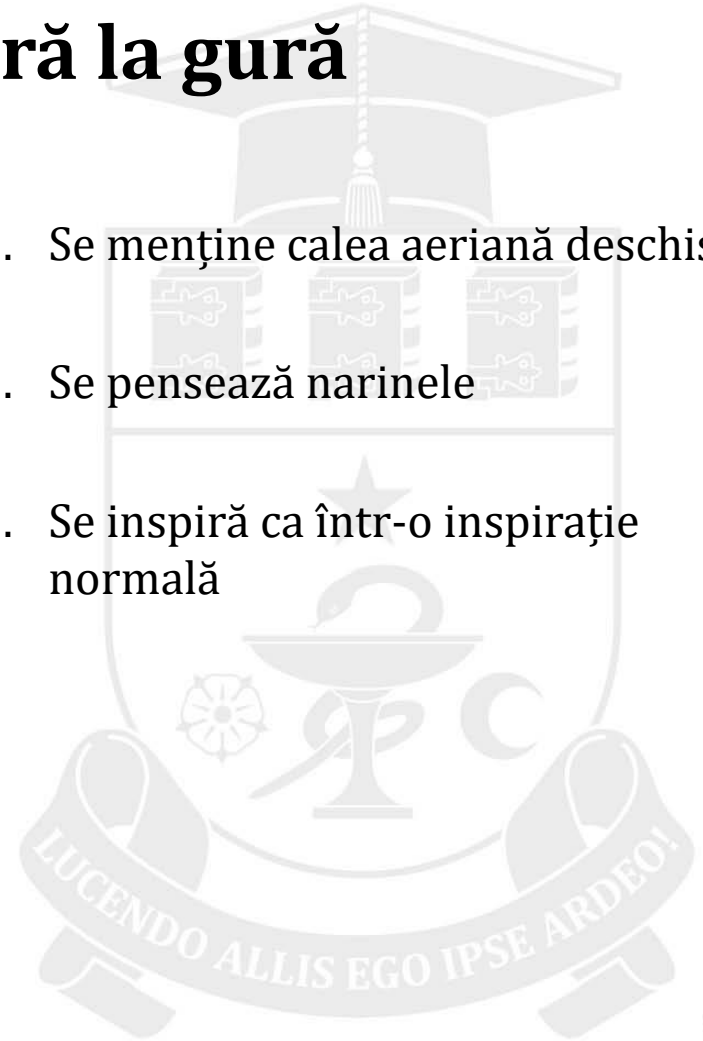 ră la gură
. Se menține calea aeriană deschis
. Se pensează narinele
. Se inspiră ca într-o inspirație
normală
LUCENDO ALLIS EGO IPSE ARDEO!